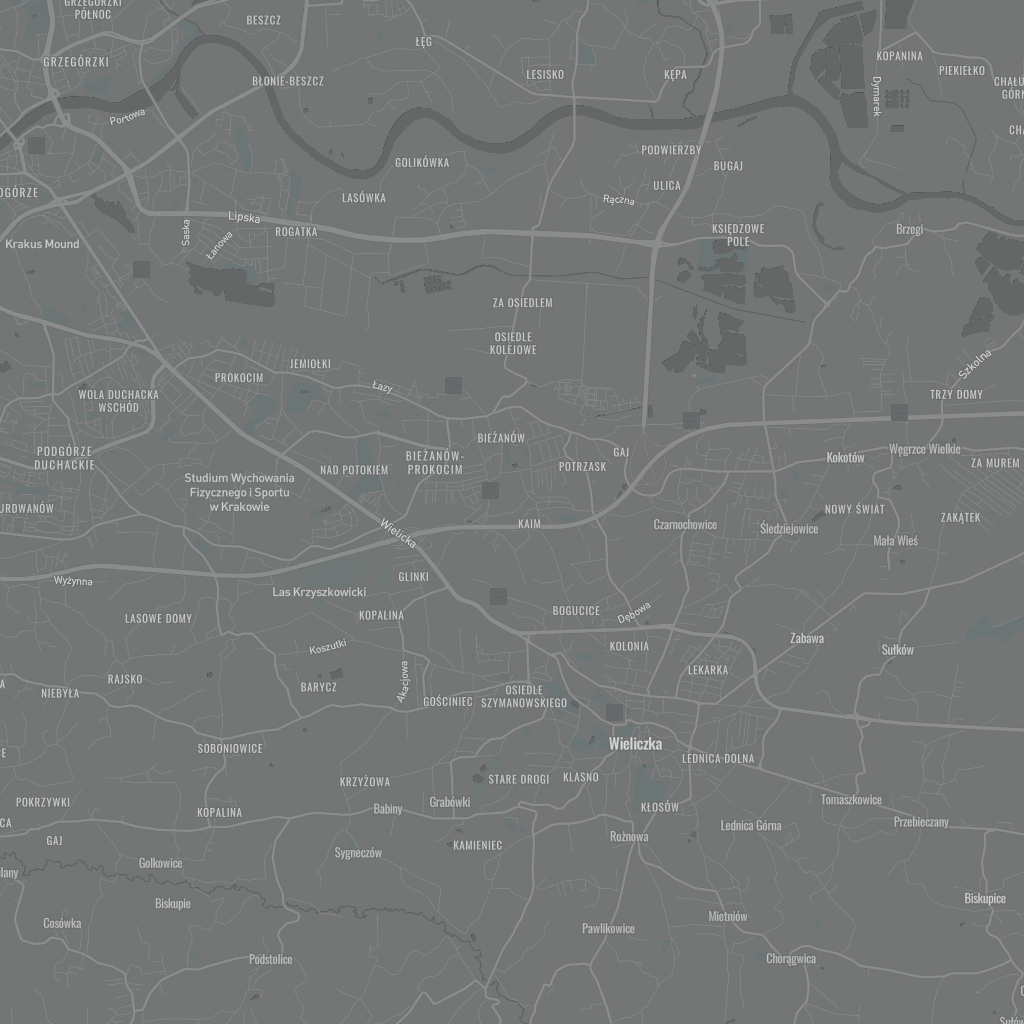 GRZEGÓRZKI
PÓŁNOC
BESZCZ
ŁĘG
GRZEGÓRZKI
BŁONIE-BESZCZ
LESISKO
KĘPA
KOPANINA
PIEKIEŁKO
Dymarek
Portowa
GOLIKÓWKA
PODWIERZBY
BUGAJ
ULICA
LASÓWKA
Rączna
Lipska
Saska
Łanowa
ROGATKA
KSIĘDZOWE
POLE
Brzegi
Krakus Mound
ZA OSIEDLEM
OSIEDLE
KOLEJOWE
JEMIOŁKI
PROKOCIM
Łazy
Szkolna
WOLA DUCHACKA
WSCHÓD
TRZY DOMY
BIEŻANÓW
PODGÓRZE
DUCHACKIE
BIEŻANÓW-
PROKOCIM
NAD POTOKIEM
POTRZASK
GAJ
Kokotów
Węgrzce Wielkie
ZA MUREM
Studium Wychowania
Fizycznego i Sportu
w Krakowie
Wielicka
KAIM
Czarnochowice
Śledziejowice
NOWY ŚWIAT
ZAKĄTEK
Mała Wieś
Wyżynna
GLINKI
Las Krzyszkowicki
KOPALINA
LASOWE DOMY
BOGUCICE
Dębowa
Zabawa
Koszutki
KOLONIA
Sułków
LEKARKA
Akacjowa
RAJSKO
NIEBYŁA
BARYCZ
GOŚCINIEC
OSIEDLE
SZYMANOWSKIEGO
SOBONIOWICE
Wieliczka
LEDNICA DOLNA
KRZYŻOWA
STARE DROGI
KLASNO
POKRZYWKI
KOPALINA
Babiny
Grabówki
KŁOSÓW
Tomaszkowice
Przebieczany
Lednica Górna
GAJ
Rożnowa
KAMIENIEC
Sygneczów
Golkowice
Biskupie
Biskupice
Cosówka
Mietniów
Pawlikowice
Podstolice
Chorągwica